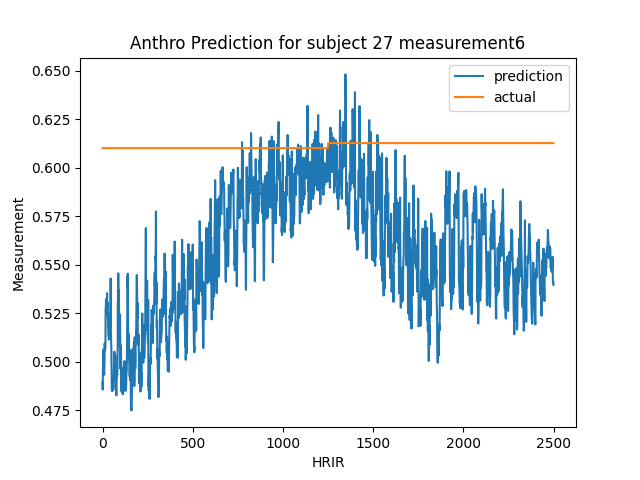 Anthro Prediction for subject 27 measurement6
prediction
actual
0.650
0.625
0.600
0.575
0.550
0.525
0.500
0.475
Measurement
0 500 1000 1500 2000 2500
HRIR